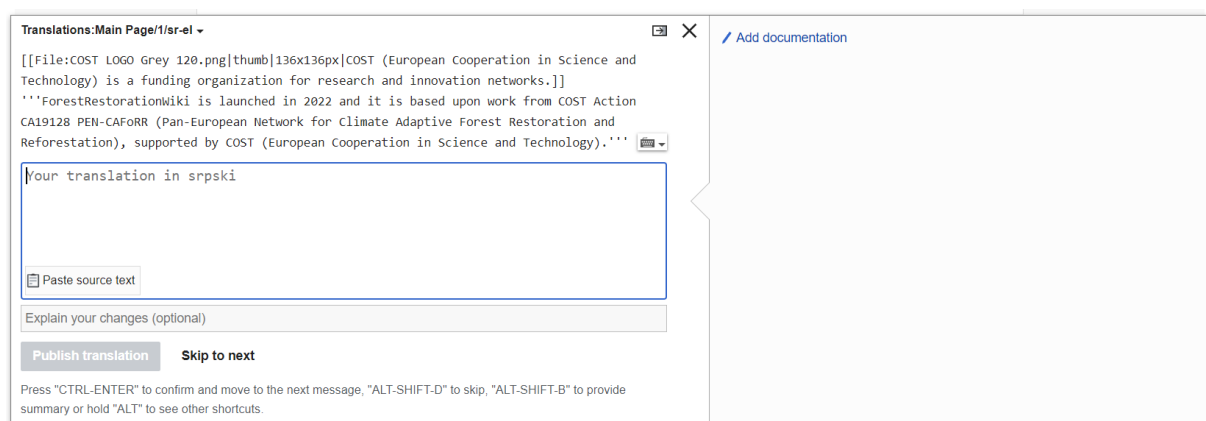 Translations:Main Page/1/sr-el
[[File:COST LOGO Grey 120.png|thumb|136x136px|COST (European Cooperation in Science and
Technology) is a funding organization for research and innovation networks.]]
'''ForestRestorationWiki is launched in 2022 and it is based upon work from COST Action
CA19128 PEN-CAFoRR (Pan-European Network for Climate Adaptive Forest Restoration and
Reforestation), supported by COST (European Cooperation in Science and Technology).'''
Your translation in srpski
Paste source text
Explain your changes (optional)
Publish translation Skip to next
Press "CTRL-ENTER" to confirm and move to the next message, "ALT-SHIFT-D" to skip, "ALT-SHIFT-B" to provide
summary or hold "ALT" to see other shortcuts.
Add documentation